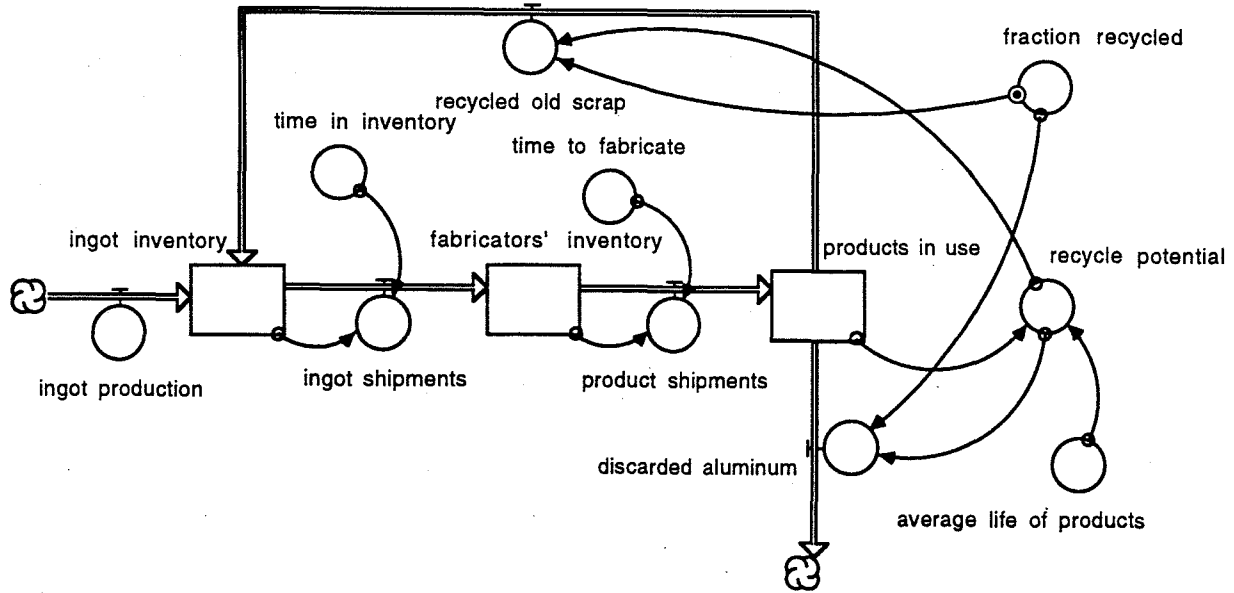 fraction recycled
recycled old scrap
time in inventory
time to fabricate
ingot inventory
fabricators' inventory
products in use
recycle potential
ingot production
ingot shipments
product shipments
discarded aluminum
average life of products